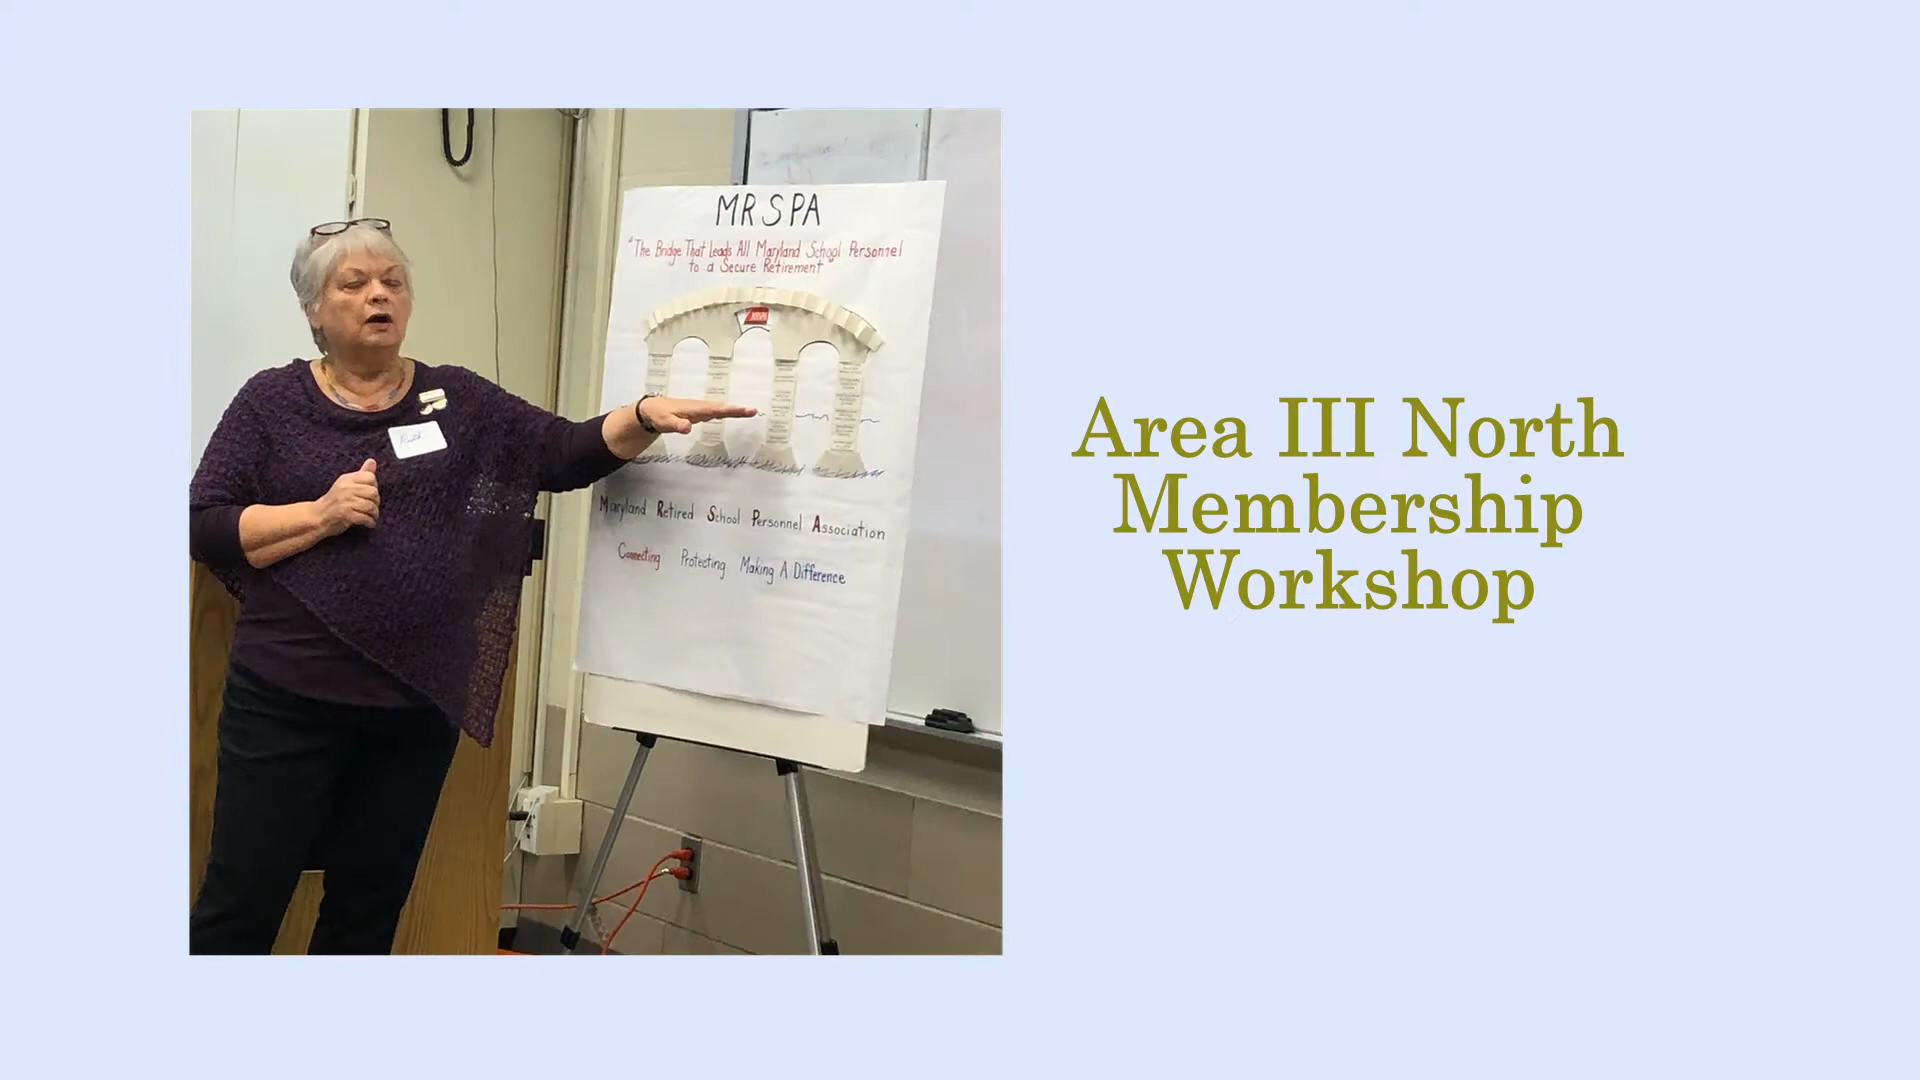 MRSPA
"The Bridge That Leads All Maryland School Personnel
to a Secure Retirement"
MRSPA
Maryland Retired School Personnel Association
Connecting Protecting Making A Difference
Area III North
Membership
Workshop